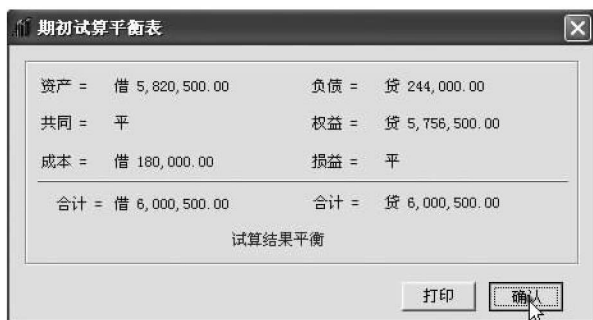 期初试算平衡表
资产 = 借 5,820,500.00 负债 = 贷 244,000.00
共同 = 平 权益 = 贷 5,756,500.00
成本 = 借 180,000.00 损益 = 平
合计 = 借 6,000,500.00 合计 = 贷 6,000,500.00
试算结果平衡
打印 确认